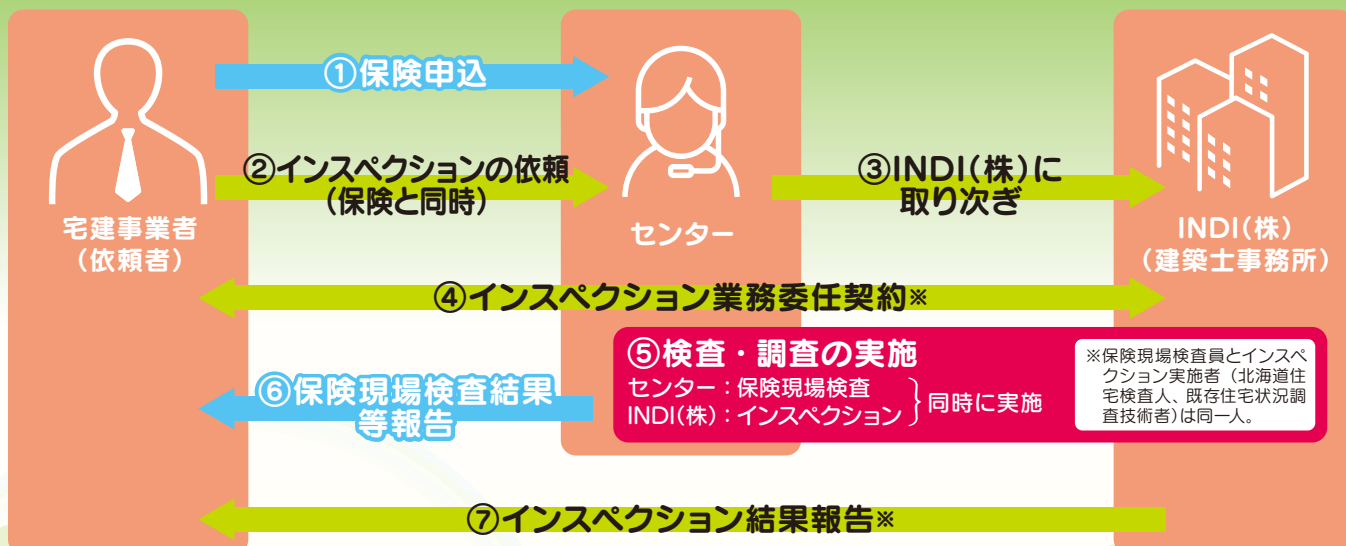 ①保険申込
②インスペクションの依頼
(保険と同時)
③INDI(株)に
取り次ぎ
宅建事業者
(依頼者)
センター
INDI(株)
(建築士事務所)
④インスペクション業務委任契約※
⑤検査・調査の実施
センター:保険現場検査
INDI(株):インスペクション
同時に実施
※保険現場検査員とインスペ
クション実施者(北海道住
宅検査人、既存住宅状況調
査技術者)は同一人。
⑥保険現場検査結果
等報告
⑦インスペクション結果報告※